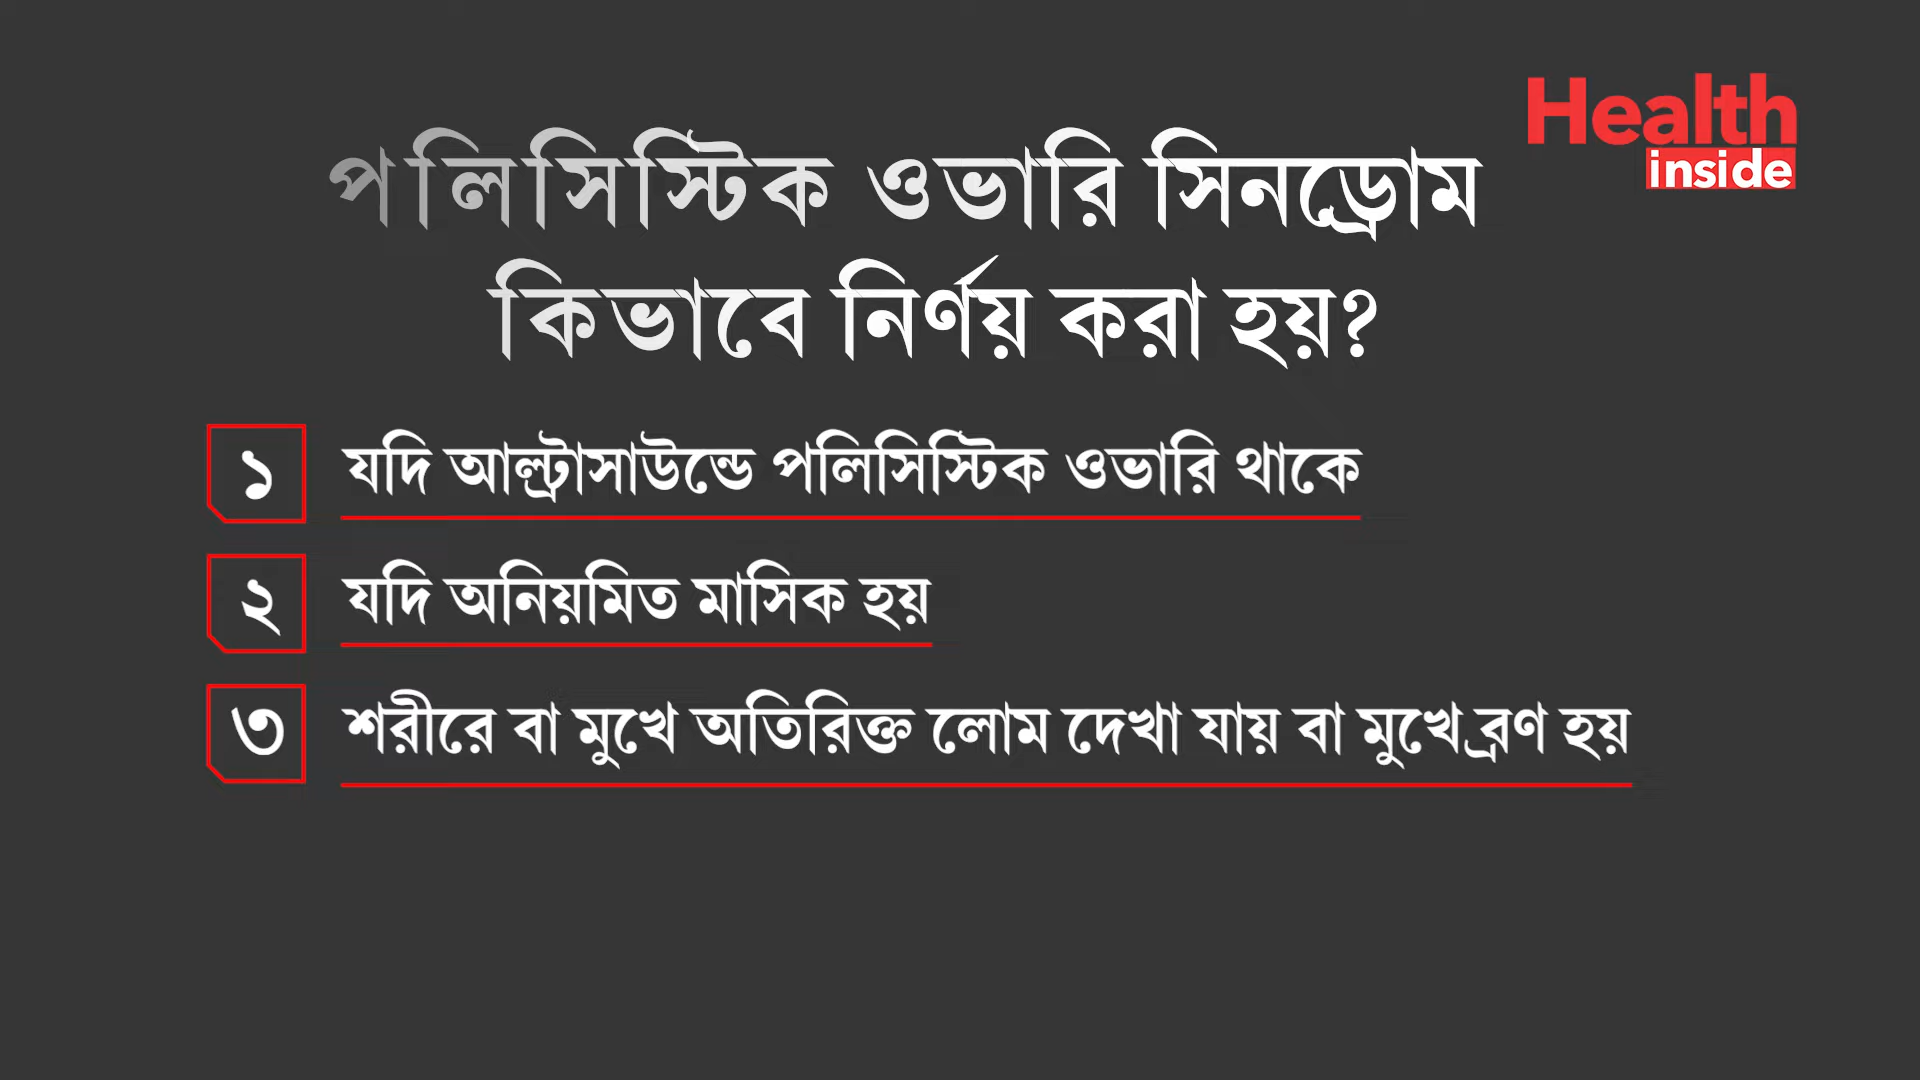 Health
inside
পলিসিস্টিক ওভারি সিনড্রোম
কিভাবে নির্ণয় করা হয়?
১ যদি আল্ট্রাসাউন্ডে পলিসিস্টিক ওভারি থাকে
২ যদি অনিয়মিত মাসিক হয়
৩ শরীরে বা মুখে অতিরিক্ত লোম দেখা যায় বা মুখে ব্রণ হয়